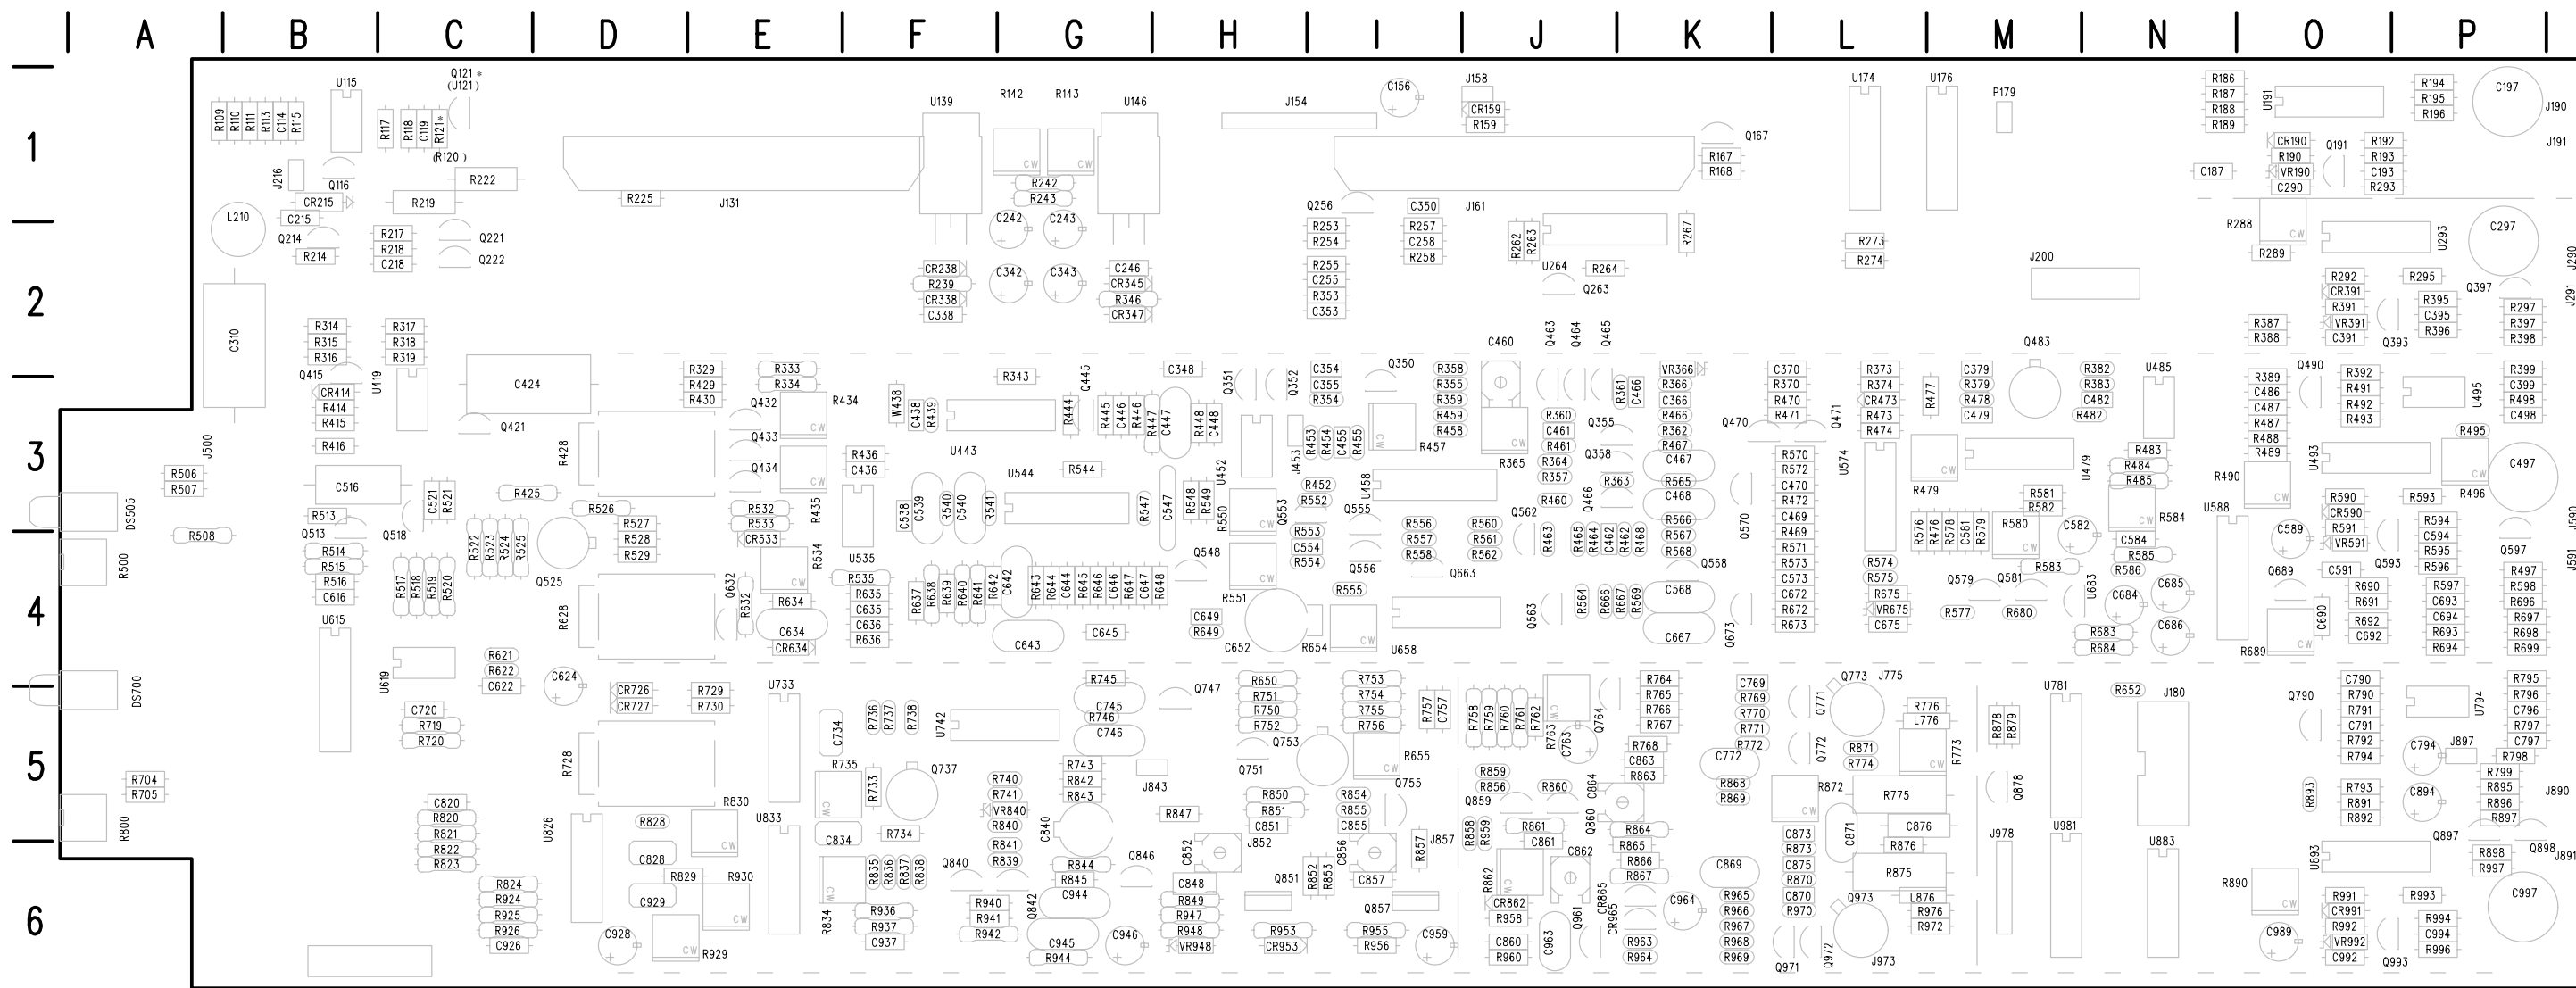 A B C D E F G H I J K L M N O P
1
2
3
4
5
6
Q121 *
(U121)
U115
R109 R110 R111 R113 C114 R115 R117 R118 C119 R121*
(R120 )
J216 Q116 R222
CR215 R219 R225 J131
L210 C215
Q214 R217 Q221
R214 R218 C218 Q222
U139 R142 R143 U146
CW CW
R242
R243
C242 C243
CR238 R239 CR338 C338
C342 C343
C246 CR345 R346 CR347
J154 C156 J158
CR159
R159
Q167
R167
R168
Q256 C350 J161
R253 R254 R255 C255 R353 C353
R257 C258 R258
R262 R263 R267
U264 R264
Q263
U174 U176 P179
R273
R274
J200
R186 R187 R188 R189
U191
R194 R195 R196
C197 J190
J191
CR190 R190 VR190 C290
Q191
R192 R193 C193 R293
C187
R288 CW R289
U293 C297
J290
J291
R292 CR391 R391 VR391 C391
R295 R395 C395 R396
Q397 R297 R397 R398
R387 R388 Q393
C310
R314 R315 R316
R317 R318 R319
Q415 U419 C424
CR414 R414 R415 R416
Q421
R329 R429 R430
R333 R334
Q432 R434 CW
Q433
Q434 CW R435
R428
R343 Q445
W438 C438 R439
R444 R445 C446 R446 R447 C447
C348 Q351 Q352
R448 C448
C354 C355 R354
Q350
R358 R355 R359 R459 R458
C460 Q463 Q464 Q465
R361 C466
VR366 R366 C366 R466 R362 R467
R360 C461 R461 R364 R357 R460
Q355
Q358
R363
R365 R457 CW
R453 R454 C455 R455
J453 U452
Q470 Q471
C370 R370 R470 R471
R373 R374 CR473 R473 R474
R477
C379 R379 R478 C479
Q483
R382 R383 C482 R482
U485
R389 C486 C487 R487 R488 R489
Q490
R392 R491 R492 R493
U495
R399 C399 R498 C498
J500
R506
R507
DS505
R508
R500
C516 R513 Q513
C521 R521
Q518
R425 R526
R436 C436
U443 U544 R544
C538 C539 R540 C540 R541
R547 C547 R548 R549 R550 CW
Q553
R452 R552 U458
Q555
R553 C554 R554
Q466 Q562
C467 R565 C468 R566 R567 R568
Q570
R570 R572 C470 R472 C469 R469 R571 R573 C573 C672 R672 R673
U574
R479 CW U479
R581 R582
R483 R484 R485
R584 CW
R490 CW U493
R495 R496 CW C497
R590 CR590 R591 VR591
R593 R594 C594 R595 R596
J590
J591
U588 C589
R514 R515 R516 C616
R517 R518 R519 R520
R522 R523 R524 R525
Q525
R527 R528 R529
R532 R533 CR533
R534 CW
U535
R535 R635 C635 C636 R636
R637 R638 R639 R640 R641 R642 C642
R643 R644 C644 R645 R646 C646 R647 C647 R648
Q548
R551 CW
C649 R649
C652
R556 R557 R558
Q556 Q663
R555
R560 R561 R562
R463 R465 R464 C462 R462 R468
R564 R666 R667 R569
Q563
Q568
C568 C667
Q673
R574 R575 R675 VR675 C675
R576 R476 R578 C581 R579
R580 CW
C582
Q579 Q581
R583
R577 R680
U683
C584 R585 R586
C684 C685 C686
R683 R684
Q689
C591 Q593
Q597
R497 R598 R696 R697 R698 R699
R690 R691 R692 C692
C690
R689 CW
R597 C693 C694 R693 R694
U615
R628
Q632 R632
R634 C634 CR634
C643 C645
R654 CW U658
U619
R621 R622 C622
C624
DS700
CR726 CR727
R729 R730
U733
R745 C745 R746 C746
Q747
R650 R751 R750 R752
R753 R754 R755 R756
R757 C757
R758 R759 R760 R761 R762
R763 CW C763 Q764
R764 R765 R766 R767
C769 R769 R770 R771 R772
Q771
Q772
Q773 J775
R776
L776
R878 R879
U781
R652 J180
Q790
C790 R790 R791 C791 R792 R794
U794
R795 R796 C796 R797 C797 R798
C720 R719 R720
R728
C734
R736 R737 R738
U742
Q753
Q751
R655 CW
Q755
R768 C863 R863
C772
R871 R774
R773 CW
C794 J897
R704
R705
R800
C820 R820 R821 R822 R823
R735 CW R733 Q737
R740 R741 VR840 R840 R841 R839
R743 R842 R843
J843
C840
R847
R850 R851 C851
R854 R855 C855
R859 R856
Q859
R860
C864 Q860
R868 R869
R872 CW
R775
Q878
R793 R891 R892
R893
C894
R799 R895 R896 R897
J890
U826
R828 R830 CW
U833
C834
R734
C828
R829
R930 CW
C929
R834 CW
R835 R836 R837 R838
Q840
R844 R845 C944
Q842
Q846
C852 J852
C848 R849 R947 R948 VR948
Q851
R852 R853
C856 C857
Q857
R857 J857
R858 R959
R861 C861
R862 CW C862
R864 R865 R866 R867
C869
C871
C873 R873 C875 R870 C870 R970
C876 R876
R875
J978 U981
U883
Q897
Q898
J891
U893
R898 R997
R890 CW
R824 R924 R925 R926 C926
C928
CW R929
R936 R937 C937
R940 R941 R942
C945 R944
C946
R953 CR953
R955 R956
C959
CR862 R958 C860 R960
C963 Q961
CR865
CR965
C964
R963 R964
R965 R966 R967 R968 R969
Q971
Q972
Q973
J973
L876 R976 R972
R991 CR991 R992 VR992 C992
C989
R993 R994 C994 R996
Q993
C997